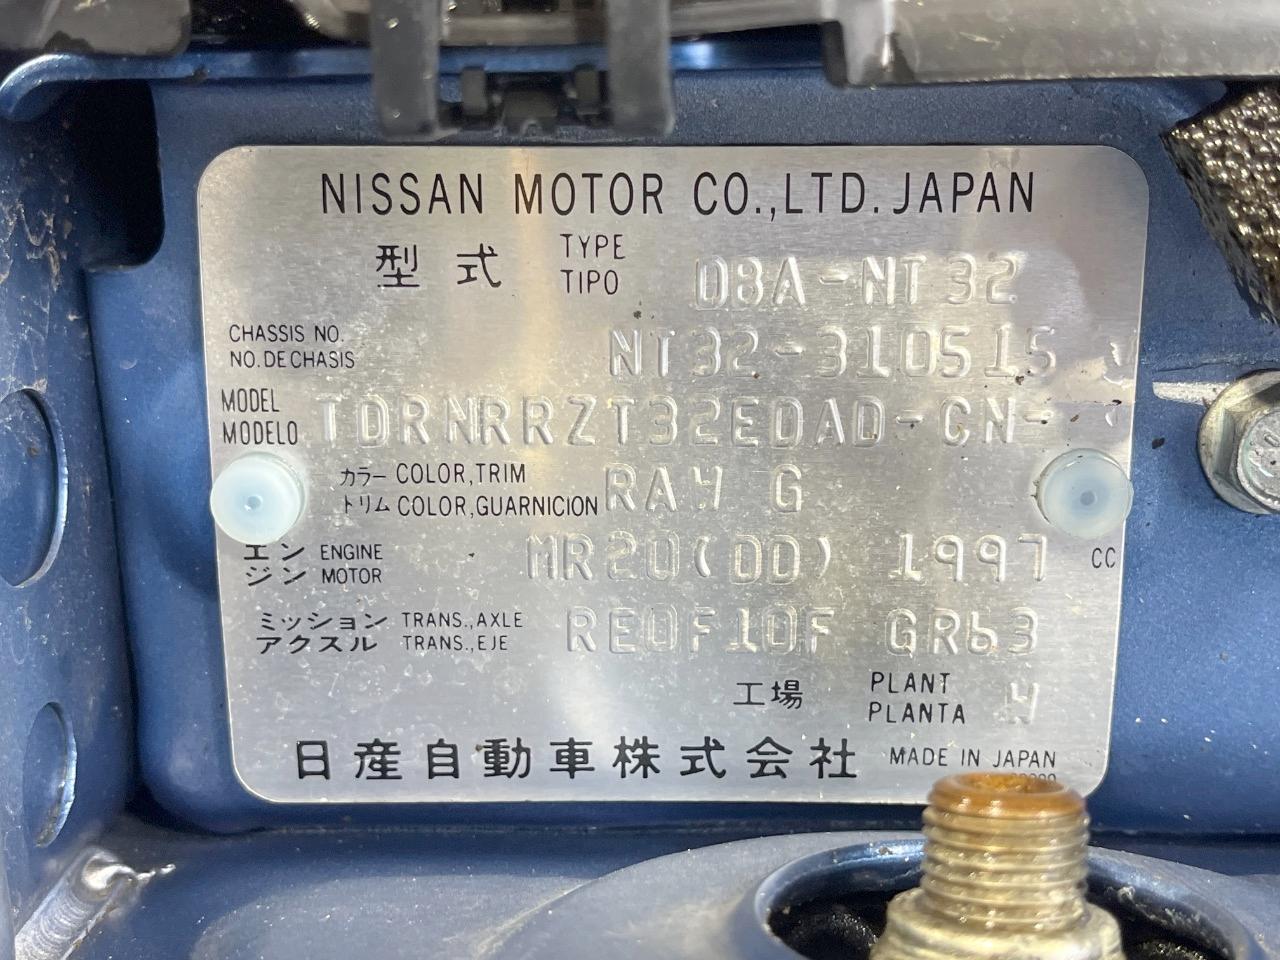 NISSAN MOTOR CO.,LTD. JAPAN
型式 TYPE TIPO DBA-NT32
CHASSIS NO. NO. DE CHASIS NT32-310515
MODEL MODELO TDRNRRZT32EDAD-CN-
カラー COLOR,TRIM
トリム COLOR,GUARNICION RAW G
エンジン ENGINE MOTOR MR20(DD) 1997 CC
ミッション TRANS.,AXLE
アクスル TRANS.,EJE RE0F10F GR63
工場 PLANT PLANTA W
日産自動車株式会社 MADE IN JAPAN